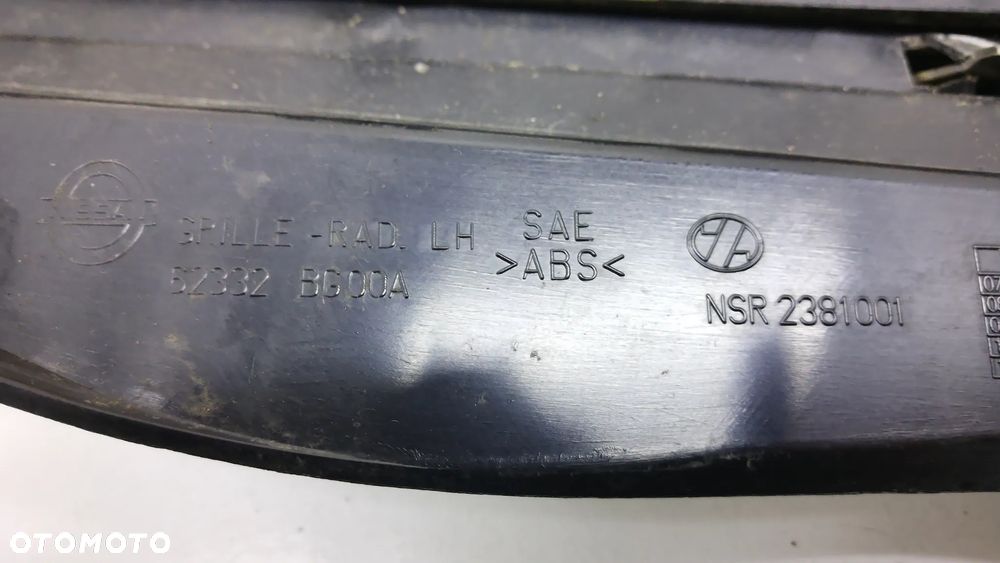 GRILLE-RAD. LH
62332 BG00A
SAE
>ABS<
NSR 2381001
OTOMOTO